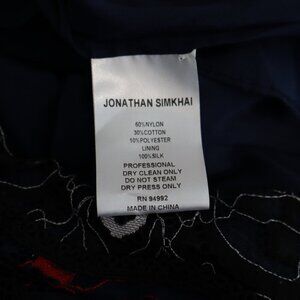 JONATHAN SIMKHAI
60%NYLON
30%COTTON
10%POLYESTER
LINING
100%SILK
PROFESSIONAL
DRY CLEAN ONLY
DO NOT STEAM
DRY PRESS ONLY
RN 94992
MADE IN CHINA